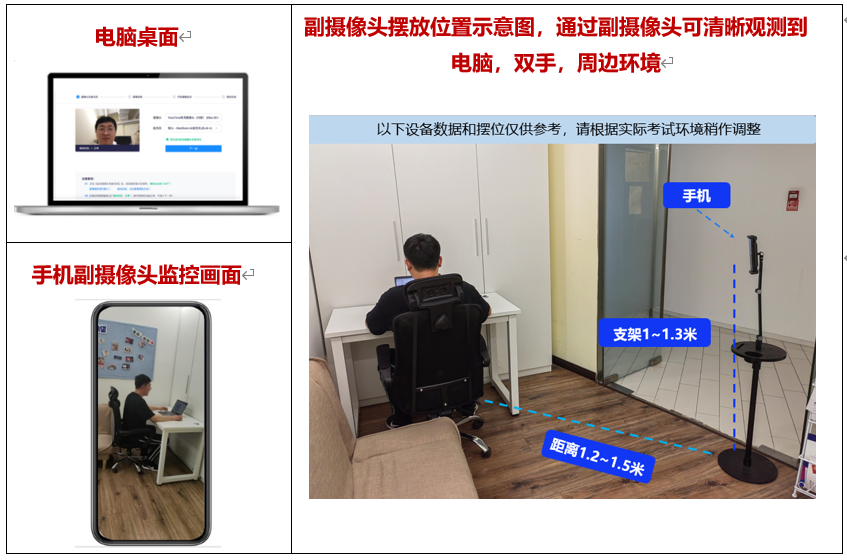 电脑桌面
副摄像头摆放位置示意图，通过副摄像头可清晰观测到
电脑，双手，周边环境
以下设备数据和摆位仅供参考，请根据实际考试环境稍作调整
手机
支架1~1.3米
距离1.2~1.5米
手机副摄像头监控画面